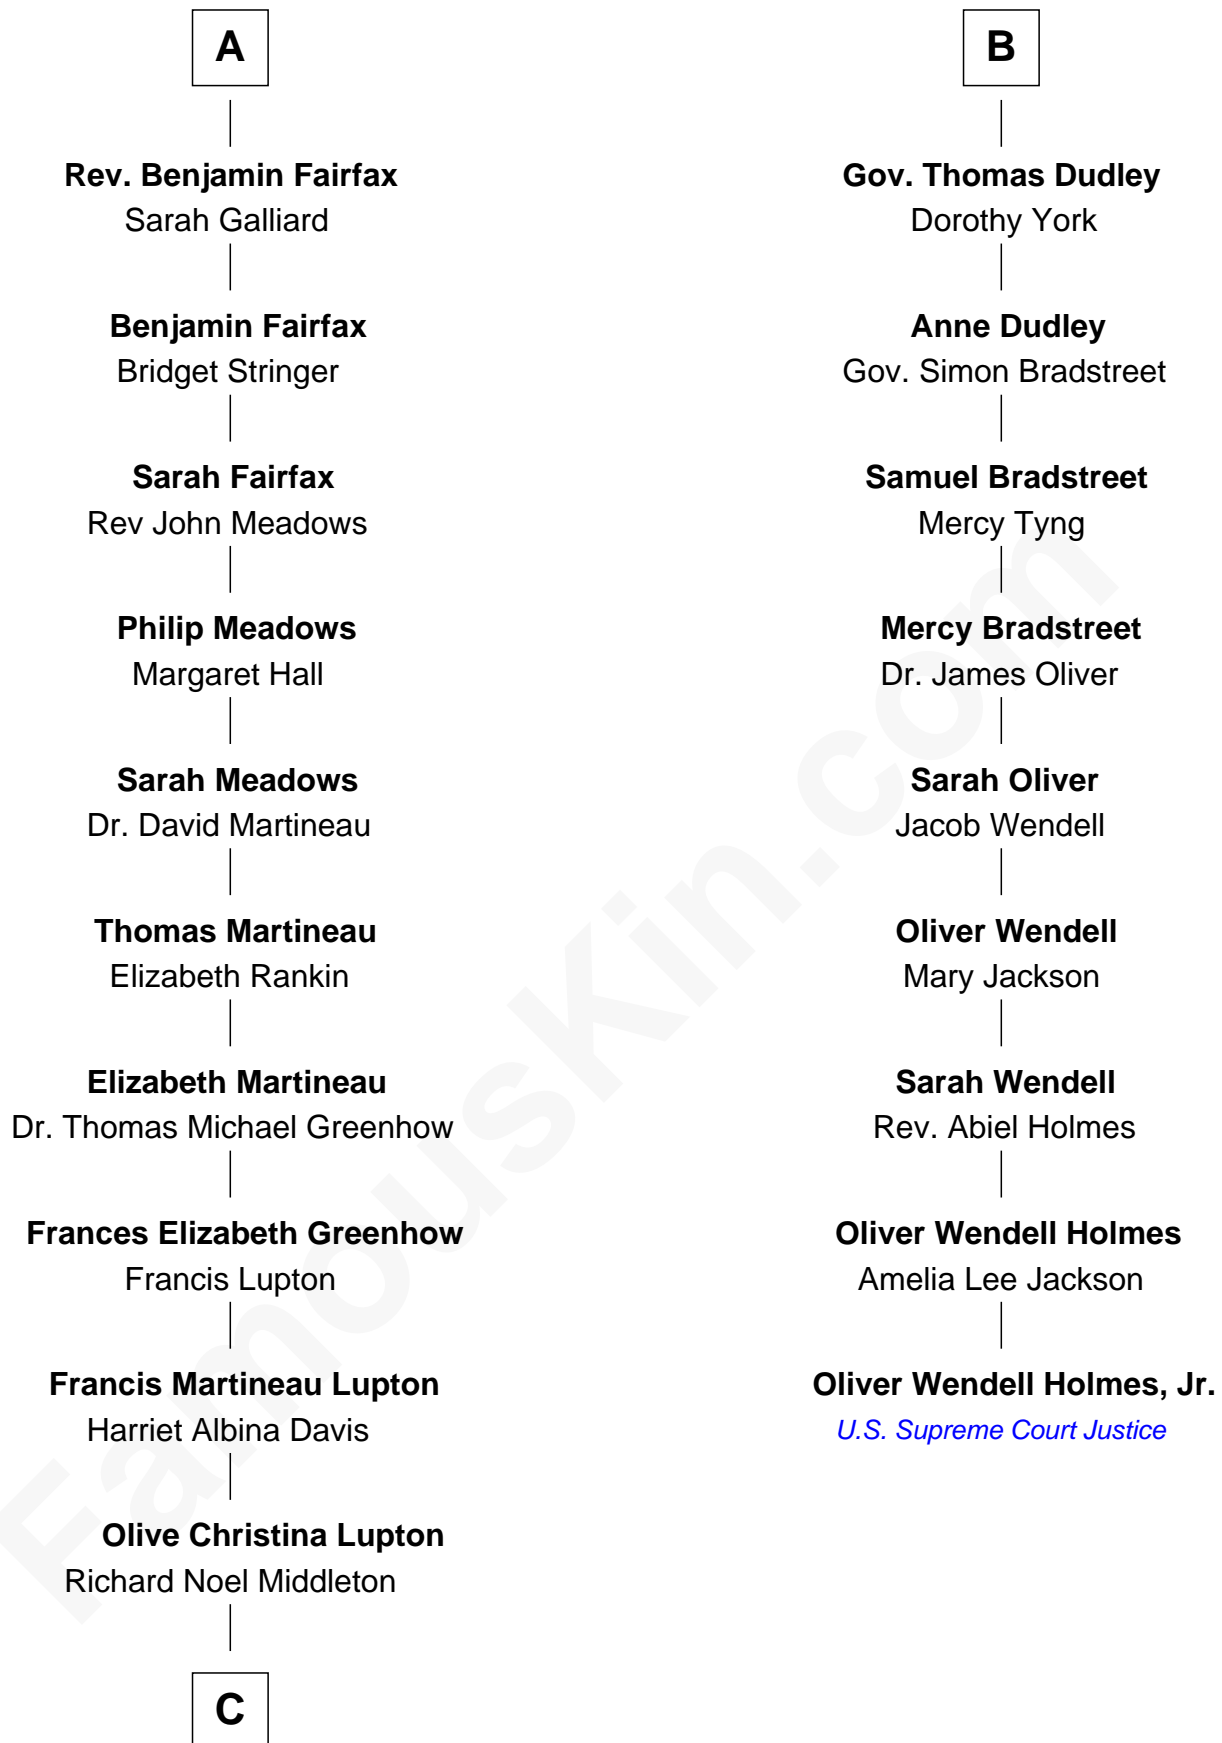 A
Rev. Benjamin Fairfax
Sarah Galliard
Benjamin Fairfax
Bridget Stringer
Sarah Fairfax
Rev John Meadows
Philip Meadows
Margaret Hall
Sarah Meadows
Dr. David Martineau
Thomas Martineau
Elizabeth Rankin
Elizabeth Martineau
Dr. Thomas Michael Greenhow
Frances Elizabeth Greenhow
Francis Lupton
Francis Martineau Lupton
Harriet Albina Davis
Olive Christina Lupton
Richard Noel Middleton
C
B
Gov. Thomas Dudley
Dorothy York
Anne Dudley
Gov. Simon Bradstreet
Samuel Bradstreet
Mercy Tyng
Mercy Bradstreet
Dr. James Oliver
Sarah Oliver
Jacob Wendell
Oliver Wendell
Mary Jackson
Sarah Wendell
Rev. Abiel Holmes
Oliver Wendell Holmes
Amelia Lee Jackson
Oliver Wendell Holmes, Jr.
U.S. Supreme Court Justice
FamousKin.com